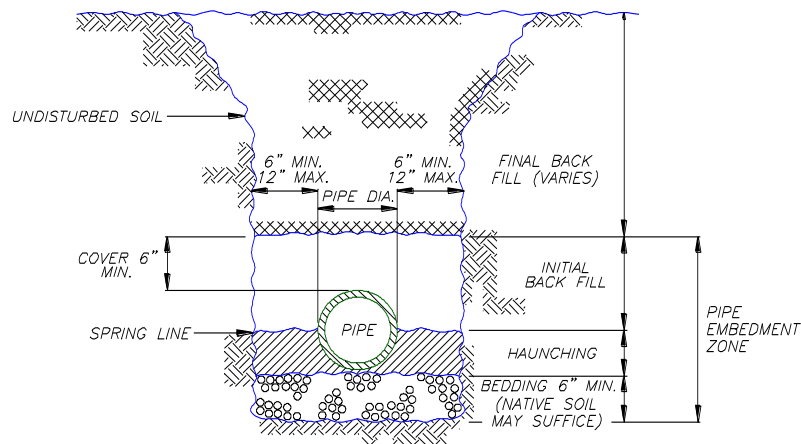 UNDISTURBED SOIL
6" MIN.
12" MAX.
PIPE DIA.
6" MIN.
12" MAX.
FINAL BACK
FILL (VARIES)
COVER 6"
MIN.
INITIAL
BACK FILL
PIPE
EMBEDMENT
ZONE
SPRING LINE
PIPE
HAUNCHING
BEDDING 6" MIN.
(NATIVE SOIL
MAY SUFFICE)